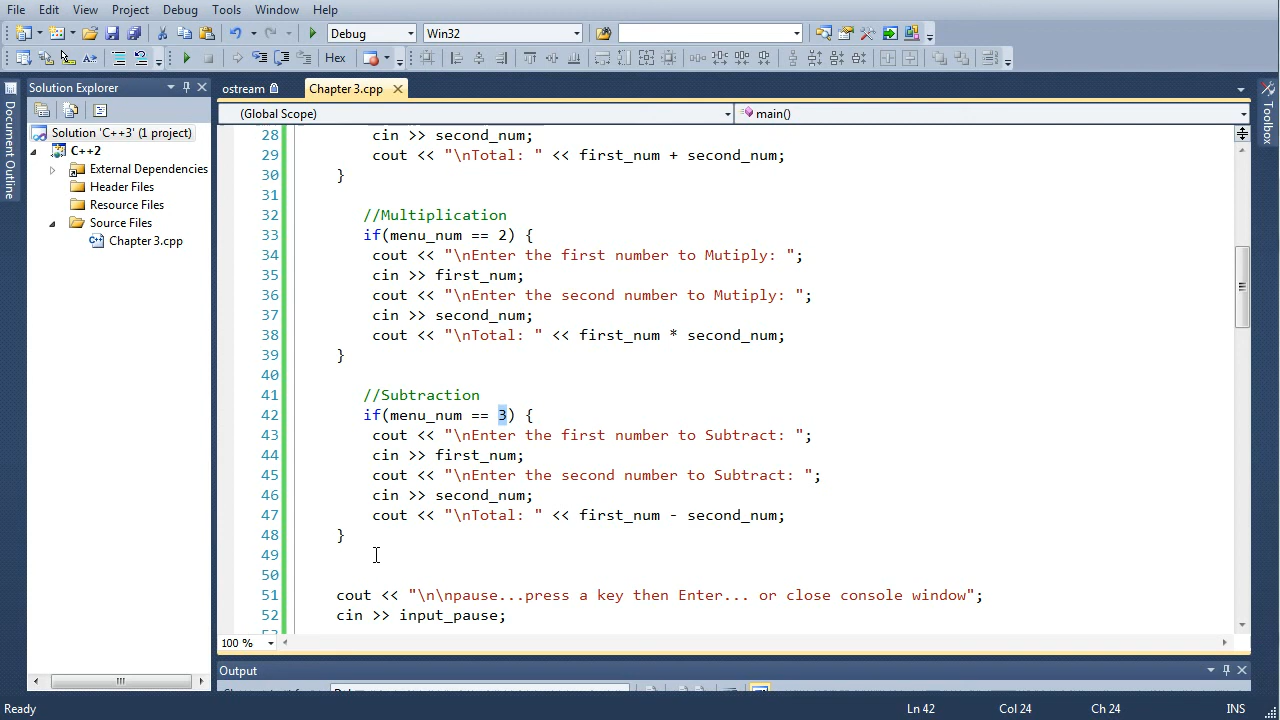 File Edit View Project Debug Tools Window Help
Debug Win32
Hex
Document Outline
Solution Explorer
Solution 'C++3' (1 project)
C++2
External Dependencies
Header Files
Resource Files
Source Files
Chapter 3.cpp
ostream Chapter 3.cpp
(Global Scope) main()
28 cin >> second_num;
29 cout << "\nTotal: " << first_num + second_num;
30 }
31
32 //Multiplication
33 if(menu_num == 2) {
34 cout << "\nEnter the first number to Mutiply: ";
35 cin >> first_num;
36 cout << "\nEnter the second number to Mutiply: ";
37 cin >> second_num;
38 cout << "\nTotal: " << first_num * second_num;
39 }
40
41 //Subtraction
42 if(menu_num == 3) {
43 cout << "\nEnter the first number to Subtract: ";
44 cin >> first_num;
45 cout << "\nEnter the second number to Subtract: ";
46 cin >> second_num;
47 cout << "\nTotal: " << first_num - second_num;
48 }
49
50
51 cout << "\n\npause...press a key then Enter... or close console window";
52 cin >> input_pause;
100 %
Toolbox
Output
Ready Ln 42 Col 24 Ch 24 INS